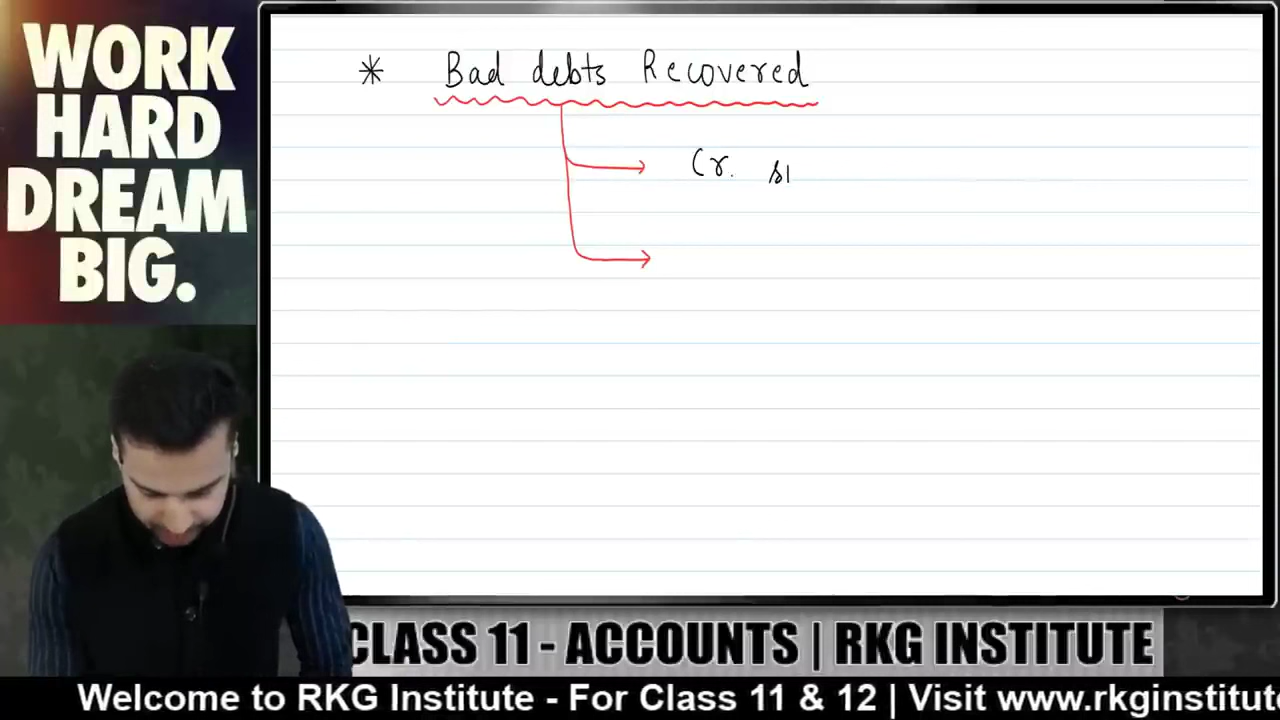 WORK
HARD
DREAM
BIG.
* Bad debts Recovered
Cr.
CLASS 11 - ACCOUNTS | RKG INSTITUTE
Welcome to RKG Institute - For Class 11 & 12 | Visit www.rkginstitut